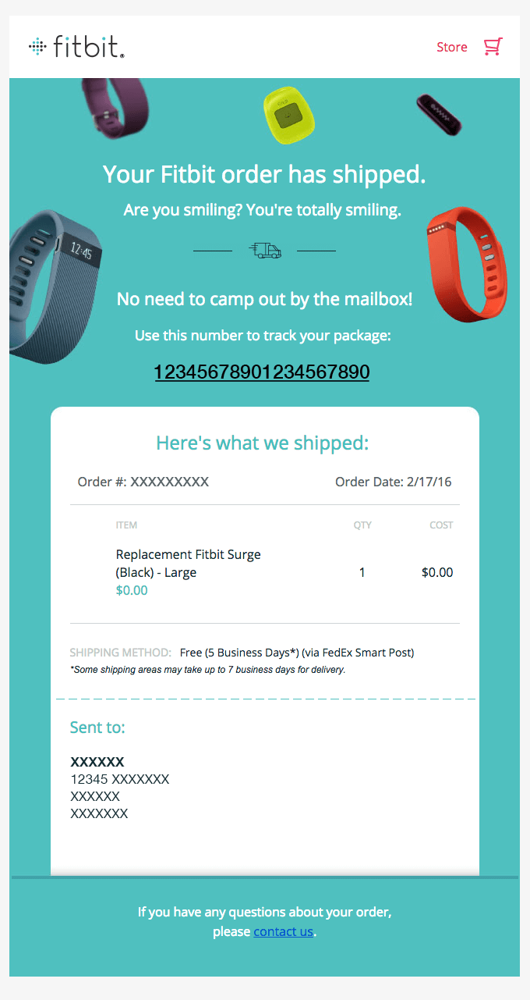 fitbit®
Store
Your Fitbit order has shipped.
Are you smiling? You're totally smiling.
12:45
No need to camp out by the mailbox!
Use this number to track your package:
12345678901234567890
Here's what we shipped:
Order #: XXXXXXXXX Order Date: 2/17/16
ITEM QTY COST
Replacement Fitbit Surge
(Black) - Large 1 $0.00
$0.00
SHIPPING METHOD: Free (5 Business Days*) (via FedEx Smart Post)
*Some shipping areas may take up to 7 business days for delivery.
Sent to:
XXXXXX
12345 XXXXXXX
XXXXXX
XXXXXXX
If you have any questions about your order,
please contact us.